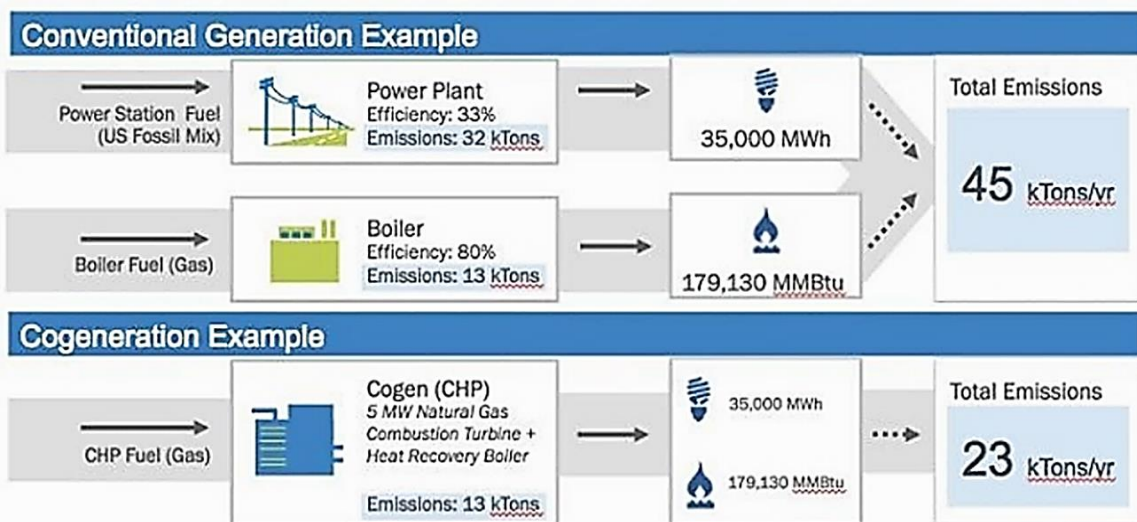 Conventional Generation Example
Power Station Fuel
(US Fossil Mix)
Power Plant
Efficiency: 33%
Emissions: 32 kTons
35,000 MWh
Boiler Fuel (Gas)
Boiler
Efficiency: 80%
Emissions: 13 kTons
179,130 MMBtu
Total Emissions
45 kTons/yr
Cogeneration Example
CHP Fuel (Gas)
Cogen (CHP)
5 MW Natural Gas
Combustion Turbine +
Heat Recovery Boiler
Emissions: 13 kTons
35,000 MWh
179,130 MMBtu
Total Emissions
23 kTons/yr